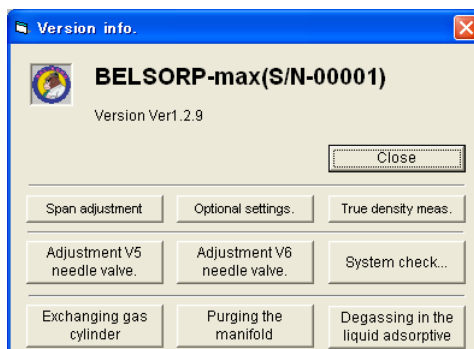 Version info.
BELSORP-max(S/N-00001)
Version Ver1.2.9
Close
Span adjustment
Optional settings.
True density meas.
Adjustment V5
needle valve.
Adjustment V6
needle valve.
System check...
Exchanging gas
cylinder
Purging the
manifold
Degassing in the
liquid adsorptive